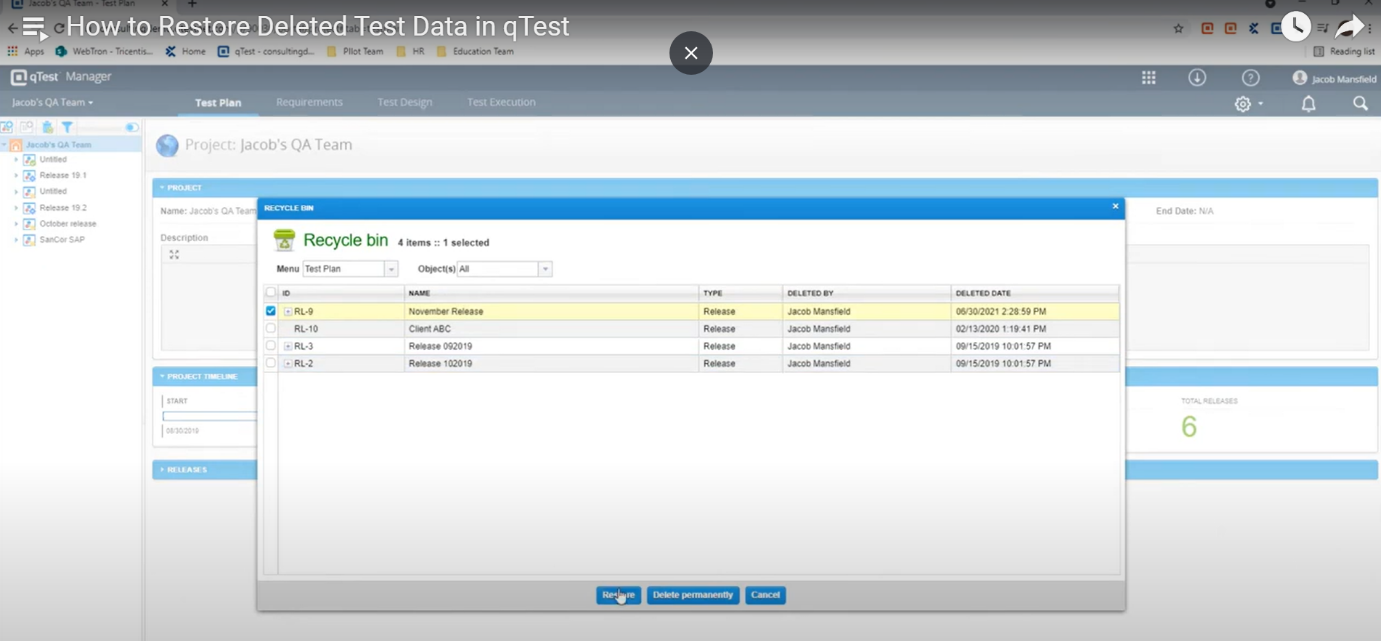 Jacob's QA Team - Test Plan
How to Restore Deleted Test Data in qTest
Apps WebTron - Tricentis... Home qTest - consultingd... Pilot Team HR Education Team Reading list
qTest Manager Jacob Mansfield
Jacob's QA Team Test Plan Requirements Test Design Test Execution
Jacob's QA Team
Untitled
Release 19.1
Untitled
Release 19.2
October release
SanCor SAP
Project: Jacob's QA Team
PROJECT
Name: Jacob's QA Team End Date: N/A
Description
RECYCLE BIN
Recycle bin 4 items :: 1 selected
Menu Test Plan Object(s) All
ID NAME TYPE DELETED BY DELETED DATE
RL-9 November Release Release Jacob Mansfield 06/30/2021 2:28:59 PM
RL-10 Client ABC Release Jacob Mansfield 02/13/2020 1:19:41 PM
RL-3 Release 092019 Release Jacob Mansfield 09/15/2019 10:01:57 PM
RL-2 Release 102019 Release Jacob Mansfield 09/15/2019 10:01:57 PM
PROJECT TIMELINE
START TOTAL RELEASES
6
08/30/2019
RELEASES
Restore Delete permanently Cancel